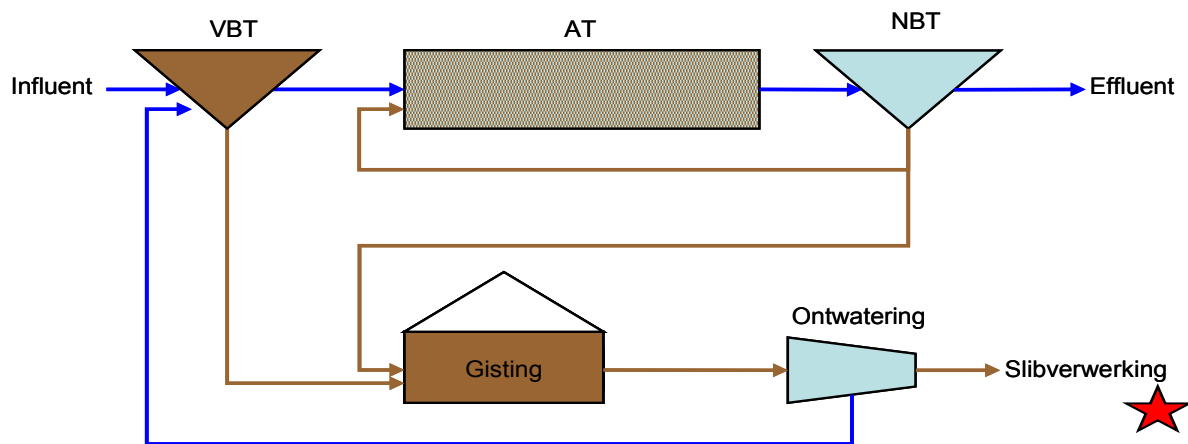 VBT
AT
NBT
Influent
Effluent
Ontwatering
Gisting
Slibverwerking